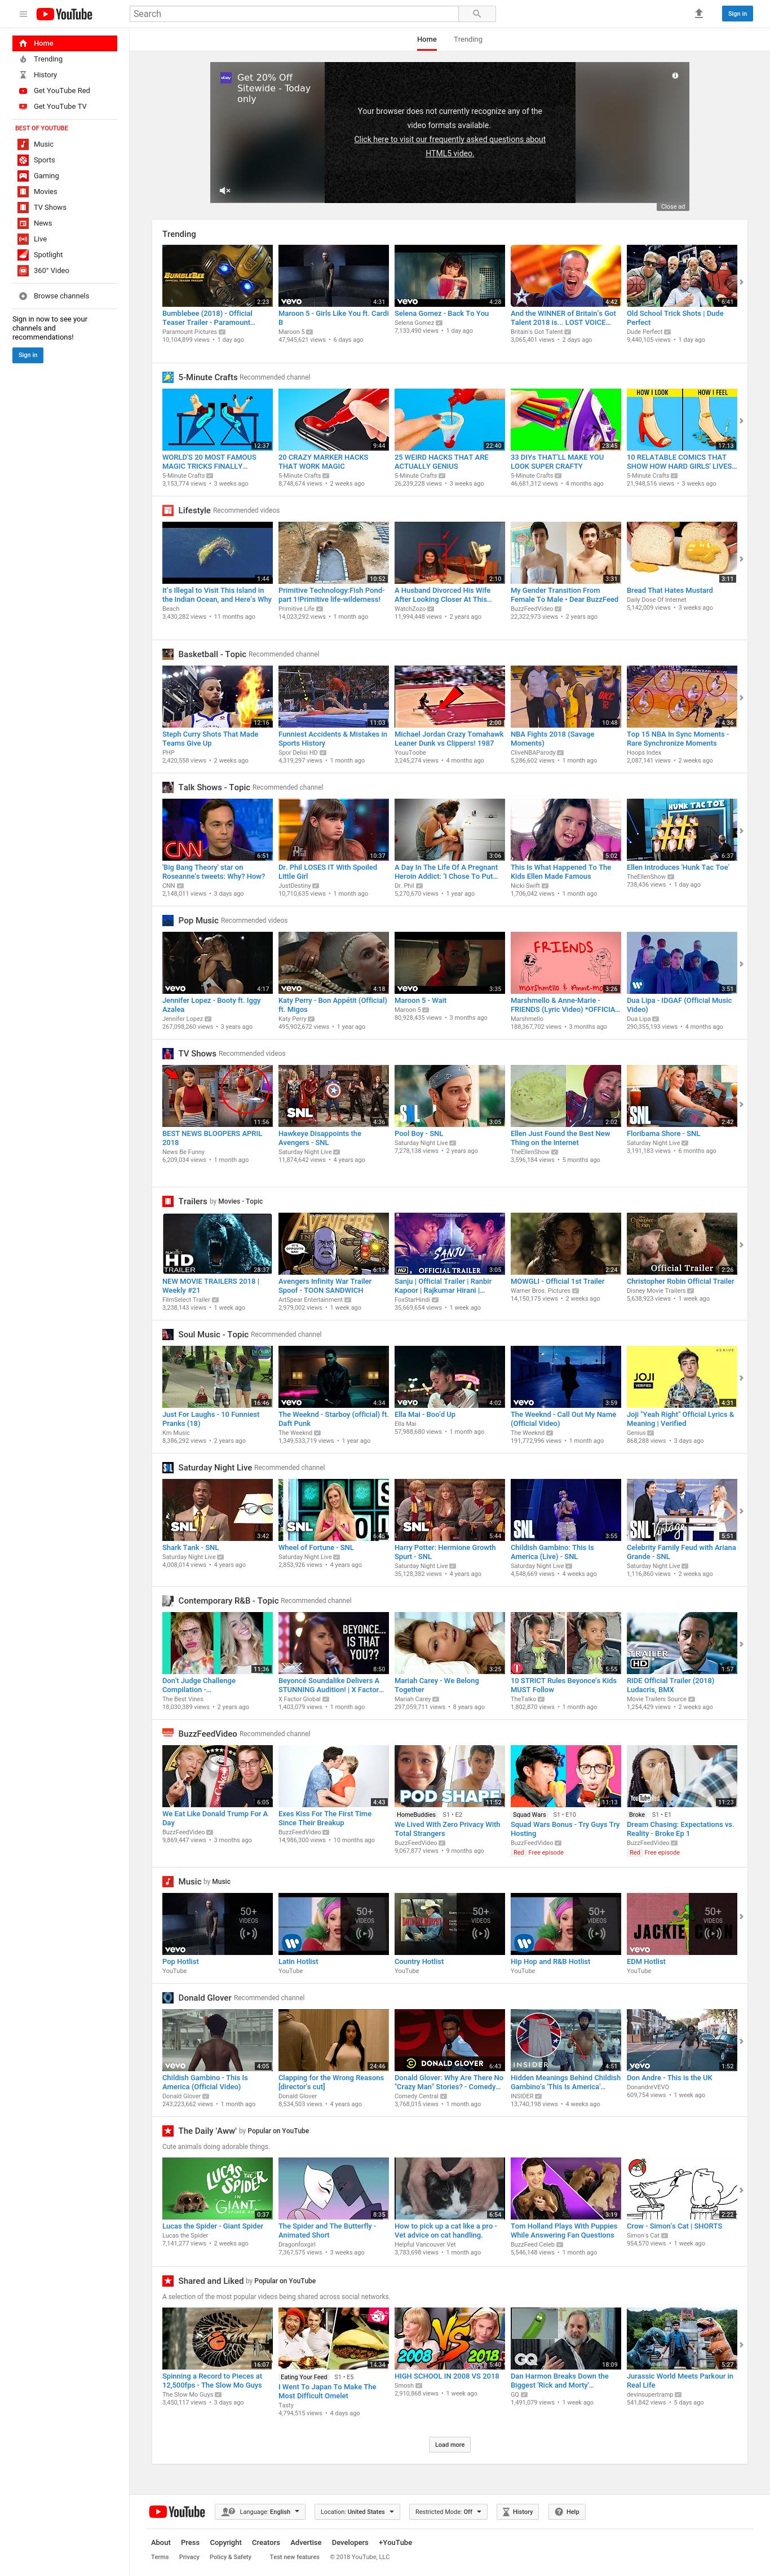 YouTube
Search
Sign in
Home
Trending
History
Get YouTube Red
Get YouTube TV
BEST OF YOUTUBE
Music
Sports
Gaming
Movies
TV Shows
News
Live
Spotlight
360° Video
Browse channels
Sign in now to see your
channels and
recommendations!
Sign in
Home Trending
ebay
Get 20% Off
Sitewide - Today
only
Your browser does not currently recognize any of the
video formats available.
Click here to visit our frequently asked questions about
HTML5 video.
Close ad
Trending
BUMBLEBEE
2:23
vevo 4:31
vevo 4:28
4:42
6:41
Bumblebee (2018) - Official
Teaser Trailer - Paramount...
Paramount Pictures
10,104,899 views • 1 day ago
Maroon 5 - Girls Like You ft. Cardi
B
Maroon 5
47,945,621 views • 6 days ago
Selena Gomez - Back To You
Selena Gomez
7,133,490 views • 1 day ago
And the WINNER of Britain's Got
Talent 2018 is... LOST VOICE...
Britain's Got Talent
3,065,401 views • 2 days ago
Old School Trick Shots | Dude
Perfect
Dude Perfect
9,440,105 views • 1 day ago
5-Minute Crafts Recommended channel
12:37
9:44
22:40
23:45
HOW I LOOK HOW I FEEL
17:13
WORLD'S 20 MOST FAMOUS
MAGIC TRICKS FINALLY...
5-Minute Crafts
3,153,774 views • 3 weeks ago
20 CRAZY MARKER HACKS
THAT WORK MAGIC
5-Minute Crafts
8,748,674 views • 2 weeks ago
25 WEIRD HACKS THAT ARE
ACTUALLY GENIUS
5-Minute Crafts
26,239,228 views • 3 weeks ago
33 DIYs THAT'LL MAKE YOU
LOOK SUPER CRAFTY
5-Minute Crafts
46,681,312 views • 4 months ago
10 RELATABLE COMICS THAT
SHOW HOW HARD GIRLS' LIVES...
5-Minute Crafts
21,948,516 views • 3 weeks ago
Lifestyle Recommended videos
1:44
10:52
2:10
3:31
3:11
It's Illegal to Visit This Island in
the Indian Ocean, and Here's Why
Beach
3,430,282 views • 11 months ago
Primitive Technology:Fish Pond-
part 1!Primitive life-wilderness!
Primitive Life
14,023,292 views • 1 month ago
A Husband Divorced His Wife
After Looking Closer At This...
WatchZozo
11,994,448 views • 2 years ago
My Gender Transition From
Female To Male • Dear BuzzFeed
BuzzFeedVideo
22,322,973 views • 2 years ago
Bread That Hates Mustard
Daily Dose Of Internet
5,142,009 views • 3 weeks ago
Basketball - Topic Recommended channel
12:16
11:03
2:00
10:48
4:36
Steph Curry Shots That Made
Teams Give Up
PHP
2,420,558 views • 2 weeks ago
Funniest Accidents & Mistakes in
Sports History
Spor Delisi HD
4,319,297 views • 1 month ago
Michael Jordan Crazy Tomahawk
Leaner Dunk vs Clippers! 1987
YouuToobe
3,245,274 views • 4 months ago
NBA Fights 2018 (Savage
Moments)
CliveNBAParody
5,286,602 views • 1 month ago
Top 15 NBA In Sync Moments -
Rare Synchronize Moments
Hoops Index
2,087,141 views • 2 weeks ago
Talk Shows - Topic Recommended channel
CNN 6:51
Dr. Phil 10:37
3:06
5:02
HUNK TAC TOE
6:37
'Big Bang Theory' star on
Roseanne's tweets: Why? How?
CNN
2,148,011 views • 3 days ago
Dr. Phil LOSES IT With Spoiled
Little Girl
JustDestiny
10,710,635 views • 1 month ago
A Day In The Life Of A Pregnant
Heroin Addict: 'I Chose To Put...
Dr. Phil
5,270,670 views • 1 year ago
This Is What Happened To The
Kids Ellen Made Famous
Nicki Swift
1,706,042 views • 1 month ago
Ellen Introduces 'Hunk Tac Toe'
TheEllenShow
738,436 views • 1 day ago
Pop Music Recommended videos
vevo 4:17
vevo 4:18
vevo 3:35
FRIENDS
marshmello & Anne-Marie
3:26
3:51
Jennifer Lopez - Booty ft. Iggy
Azalea
Jennifer Lopez
267,098,260 views • 3 years ago
Katy Perry - Bon Appétit (Official)
ft. Migos
Katy Perry
495,902,672 views • 1 year ago
Maroon 5 - Wait
Maroon 5
80,928,435 views • 3 months ago
Marshmello & Anne-Marie -
FRIENDS (Lyric Video) *OFFICIA...
Marshmello
188,367,702 views • 3 months ago
Dua Lipa - IDGAF (Official Music
Video)
Dua Lipa
290,355,193 views • 4 months ago
TV Shows Recommended videos
11:56
SNL 4:36
SNL 3:05
2:02
SNL 2:42
BEST NEWS BLOOPERS APRIL
2018
News Be Funny
6,209,034 views • 1 month ago
Hawkeye Disappoints the
Avengers - SNL
Saturday Night Live
11,874,642 views • 4 years ago
Pool Boy - SNL
Saturday Night Live
7,278,138 views • 2 years ago
Ellen Just Found the Best New
Thing on the Internet
TheEllenShow
3,596,184 views • 5 months ago
Floribama Shore - SNL
Saturday Night Live
3,191,183 views • 6 months ago
Trailers by Movies - Topic
HD
TRAILER 28:37
AVENGERS
INFINITY WAR
6:13
SANJU
HD OFFICIAL TRAILER 3:05
2:24
Christopher Robin
Official Trailer
2:26
NEW MOVIE TRAILERS 2018 |
Weekly #21
FilmSelect Trailer
3,238,143 views • 1 week ago
Avengers Infinity War Trailer
Spoof - TOON SANDWICH
ArtSpear Entertainment
2,979,002 views • 1 week ago
Sanju | Official Trailer | Ranbir
Kapoor | Rajkumar Hirani |...
FoxStarHindi
35,669,654 views • 1 week ago
MOWGLI - Official 1st Trailer
Warner Bros. Pictures
14,150,175 views • 2 weeks ago
Christopher Robin Official Trailer
Disney Movie Trailers
5,638,923 views • 1 week ago
Soul Music - Topic Recommended channel
16:46
vevo 4:34
vevo 4:02
vevo 3:59
GENIUS
JOJI
VERIFIED
4:31
Just For Laughs - 10 Funniest
Pranks (18)
Km Music
8,386,292 views • 2 years ago
The Weeknd - Starboy (official) ft.
Daft Punk
The Weeknd
1,349,533,719 views • 1 year ago
Ella Mai - Boo'd Up
Ella Mai
57,988,680 views • 1 month ago
The Weeknd - Call Out My Name
(Official Video)
The Weeknd
191,772,996 views • 1 month ago
Joji "Yeah Right" Official Lyrics &
Meaning | Verified
Genius
868,288 views • 3 days ago
Saturday Night Live Recommended channel
SNL 3:42
SNL 6:45
SNL 5:44
SNL 3:55
SNL Vintage 5:51
Shark Tank - SNL
Saturday Night Live
4,008,014 views • 4 years ago
Wheel of Fortune - SNL
Saturday Night Live
2,853,926 views • 4 years ago
Harry Potter: Hermione Growth
Spurt - SNL
Saturday Night Live
35,128,382 views • 4 years ago
Childish Gambino: This Is
America (Live) - SNL
Saturday Night Live
4,548,669 views • 4 weeks ago
Celebrity Family Feud with Ariana
Grande - SNL
Saturday Night Live
1,116,860 views • 2 weeks ago
Contemporary R&B - Topic Recommended channel
11:36
BEYONCE...
IS THAT
YOU??
8:50
3:25
5:55
TRAILER
HD 1:57
Don't Judge Challenge
Compilation -...
The Best Vines
18,030,389 views • 2 years ago
Beyoncé Soundalike Delivers A
STUNNING Audition! | X Factor...
X Factor Global
1,403,079 views • 1 month ago
Mariah Carey - We Belong
Together
Mariah Carey
297,059,711 views • 8 years ago
10 STRICT Rules Beyonce's Kids
MUST Follow
TheTalko
1,802,870 views • 1 month ago
RIDE Official Trailer (2018)
Ludacris, BMX
Movie Trailers Source
1,254,429 views • 2 weeks ago
BuzzFeedVideo Recommended channel
6:05
4:43
POD SHAPE
11:52
11:13
You Tube
11:23
We Eat Like Donald Trump For A
Day
BuzzFeedVideo
9,869,447 views • 3 months ago
Exes Kiss For The First Time
Since Their Breakup
BuzzFeedVideo
14,986,300 views • 10 months ago
HomeBuddies S1 • E2
We Lived With Zero Privacy With
Total Strangers
BuzzFeedVideo
9,067,877 views • 9 months ago
Squad Wars S1 • E10
Squad Wars Bonus - Try Guys Try
Hosting
BuzzFeedVideo
Red Free episode
Broke S1 • E1
Dream Chasing: Expectations vs.
Reality - Broke Ep 1
BuzzFeedVideo
Red Free episode
Music by Music
vevo 50+ VIDEOS
50+ VIDEOS
50+ VIDEOS
50+ VIDEOS
JACKIE CHAN
vevo 50+ VIDEOS
Pop Hotlist
YouTube
Latin Hotlist
YouTube
Country Hotlist
YouTube
Hip Hop and R&B Hotlist
YouTube
EDM Hotlist
YouTube
Donald Glover Recommended channel
vevo 4:05
24:46
DONALD GLOVER 6:43
INSIDER 4:51
vevo 1:52
Childish Gambino - This Is
America (Official Video)
Donald Glover
243,223,662 views • 1 month ago
Clapping for the Wrong Reasons
[director's cut]
Donald Glover
8,534,503 views • 4 years ago
Donald Glover: Why Are There No
"Crazy Man" Stories? - Comedy...
Comedy Central
3,768,015 views • 1 month ago
Hidden Meanings Behind Childish
Gambino's 'This Is America'...
INSIDER
13,740,198 views • 4 weeks ago
Don Andre - This is the UK
DonandreVEVO
609,754 views • 1 week ago
The Daily 'Aww' by Popular on YouTube
Cute animals doing adorable things.
LUCAS
THE
SPIDER
IN
GIANT
SPIDER
0:37
8:35
6:54
3:19
2:22
Lucas the Spider - Giant Spider
Lucas the Spider
7,141,277 views • 2 weeks ago
The Spider and The Butterfly -
Animated Short
Dragonfoxgirl
7,367,575 views • 3 weeks ago
How to pick up a cat like a pro -
Vet advice on cat handling.
Helpful Vancouver Vet
3,783,698 views • 1 month ago
Tom Holland Plays With Puppies
While Answering Fan Questions
BuzzFeed Celeb
5,546,148 views • 1 month ago
Crow - Simon's Cat | SHORTS
Simon's Cat
954,570 views • 1 week ago
Shared and Liked by Popular on YouTube
A selection of the most popular videos being shared across social networks.
16:07
14:34
2008 VS 2018
5:40
GQ 18:09
5:27
Spinning a Record to Pieces at
12,500fps - The Slow Mo Guys
The Slow Mo Guys
3,450,117 views • 3 days ago
Eating Your Feed S1 • E5
I Went To Japan To Make The
Most Difficult Omelet
Tasty
4,794,515 views • 4 days ago
HIGH SCHOOL IN 2008 VS 2018
Smosh
2,910,868 views • 1 week ago
Dan Harmon Breaks Down the
Biggest 'Rick and Morty'...
GQ
1,491,079 views • 1 week ago
Jurassic World Meets Parkour in
Real Life
devinsupertramp
541,842 views • 5 days ago
Load more
YouTube
Language: English
Location: United States
Restricted Mode: Off
History
Help
About Press Copyright Creators Advertise Developers +YouTube
Terms Privacy Policy & Safety Test new features © 2018 YouTube, LLC